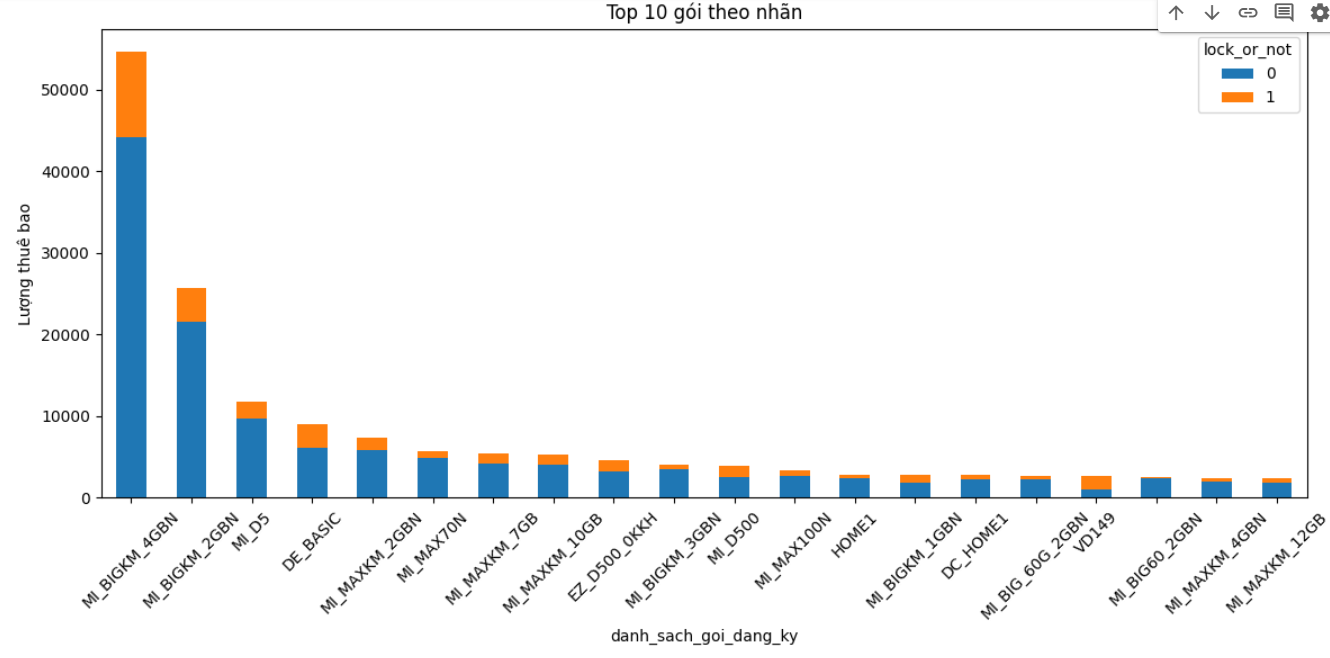 Top 10 gói theo nhãn
lock_or_not
0
1
Lượng thuê bao
50000
40000
30000
20000
10000
0
MI_BIGKM_4GBN
MI_BIGKM_2GBN
MI_D5
DE_BASIC
MI_MAXKM_2GBN
MI_MAX70N
MI_MAXKM_7GB
MI_MAXKM_10GB
EZ_D500_0KKH
MI_BIGKM_3GBN
MI_D500
MI_MAX100N
HOME1
MI_BIGKM_1GBN
DC_HOME1
MI_BIG_60G_2GBN
VD149
MI_BIG60_2GBN
MI_MAXKM_4GBN
MI_MAXKM_12GB
danh_sach_goi_dang_ky